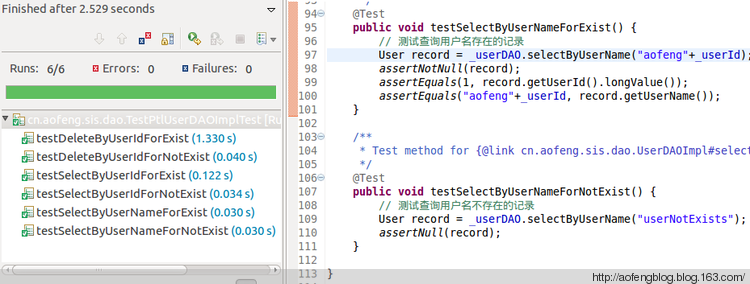 Finished after 2.529 seconds
Runs: 6/6
Errors: 0
Failures: 0
cn.aofeng.sis.dao.TestPtlUserDAOImplTest [Ru
testDeleteByUserIdForExist (1.330 s)
testDeleteByUserIdForNotExist (0.040 s)
testSelectByUserIdForExist (0.122 s)
testSelectByUserIdForNotExist (0.034 s)
testSelectByUserNameForExist (0.030 s)
testSelectByUserNameForNotExist (0.030 s)
94 @Test
95 public void testSelectByUserNameForExist() {
96 // 测试查询用户名存在的记录
97 User record = _userDAO.selectByUserName("aofeng"+_userId);
98 assertNotNull(record);
99 assertEquals(1, record.getUserId().longValue());
100 assertEquals("aofeng"+_userId, record.getUserName());
101 }
102
103 /**
104 * Test method for {@link cn.aofeng.sis.dao.UserDAOImpl#select
105 */
106 @Test
107 public void testSelectByUserNameForNotExist() {
108 // 测试查询用户名不存在的记录
109 User record = _userDAO.selectByUserName("userNotExists");
110 assertNull(record);
111 }
112
113 }
http://aofengblog.blog.163.com/